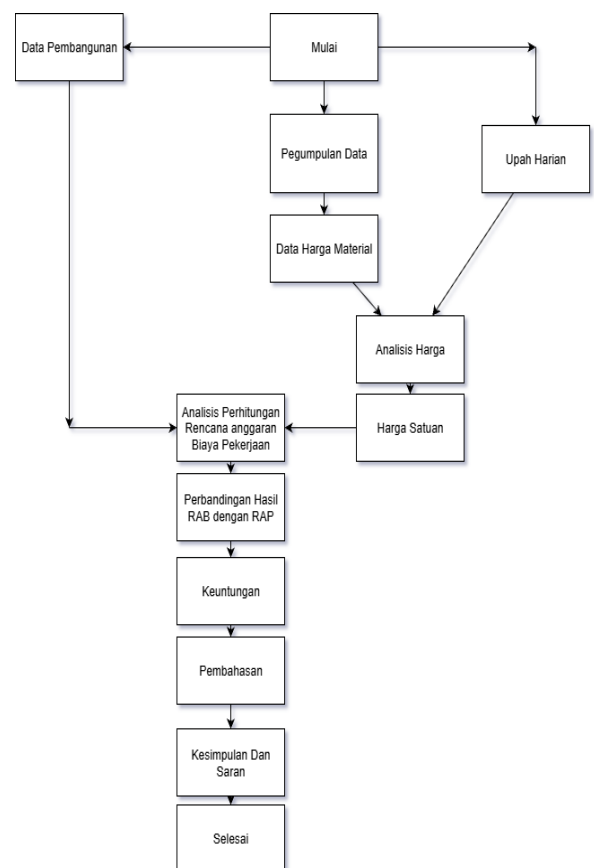 Data Pembangunan
Mulai
Pegumpulan Data
Upah Harian
Data Harga Material
Analisis Harga
Analisis Perhitungan
Rencana anggaran
Biaya Pekerjaan
Harga Satuan
Perbandingan Hasil
RAB dengan RAP
Keuntungan
Pembahasan
Kesimpulan Dan
Saran
Selesai